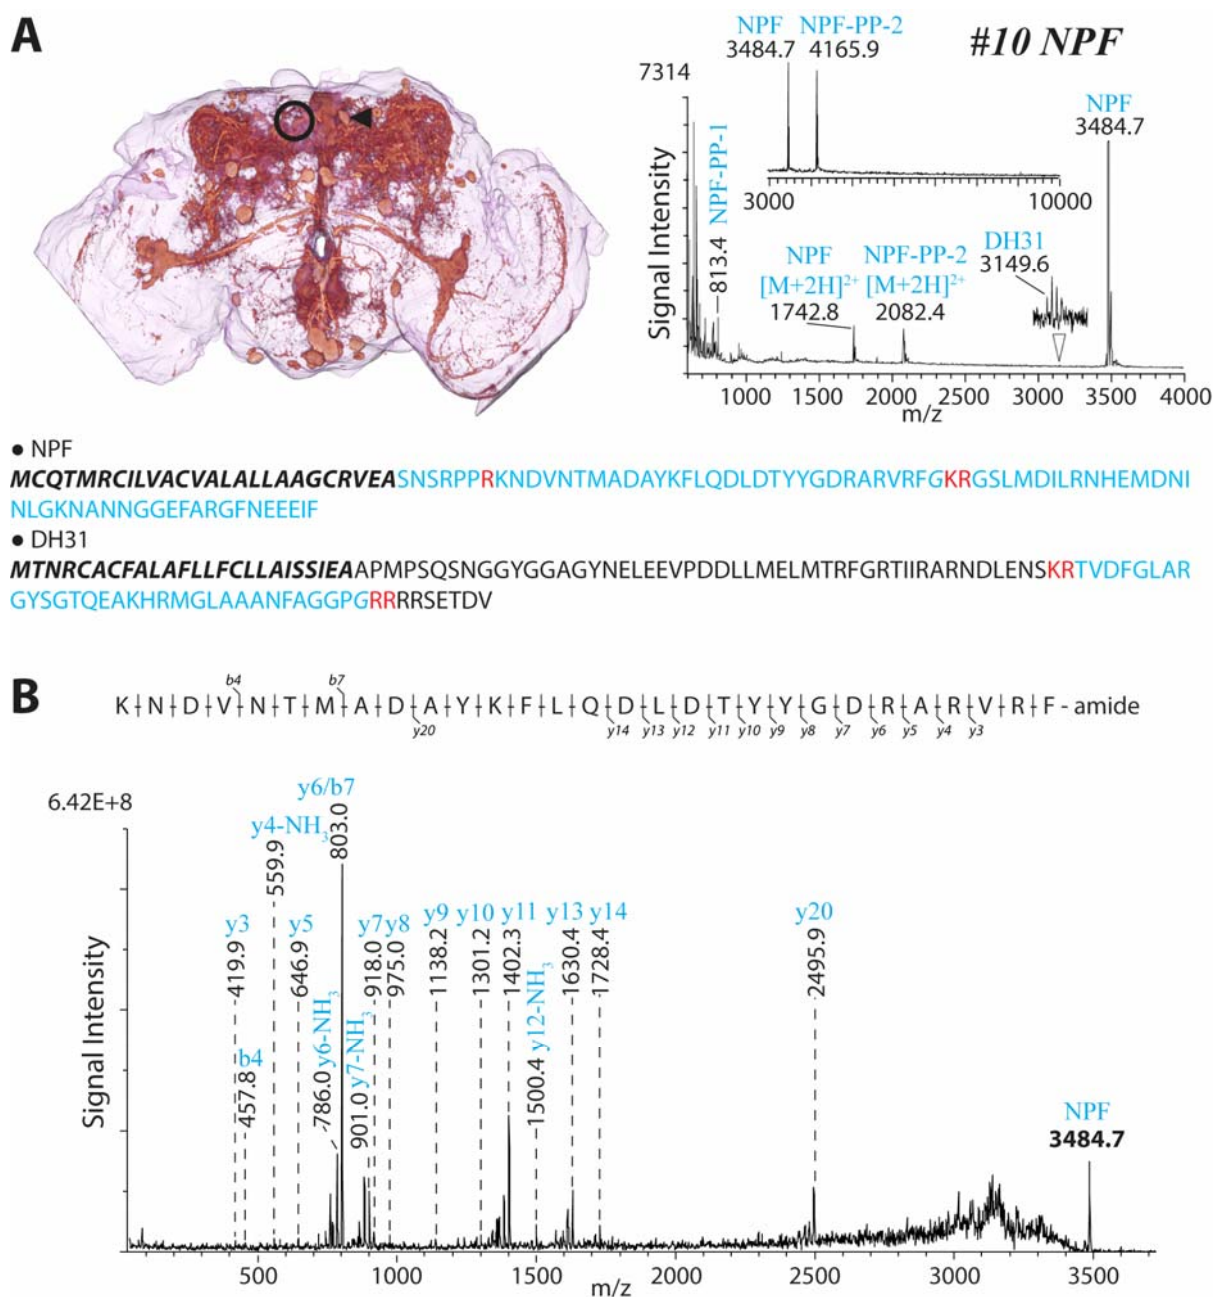 A
#10 NPF
NPF NPF-PP-2
3484.7 4165.9
7314
NPF
3484.7
3000 10000
NPF-PP-1
813.4
DH31
3149.6
NPF NPF-PP-2
[M+2H]2+ [M+2H]2+
1742.8 2082.4
Signal Intensity
1000 1500 2000 2500 3000 3500 4000
m/z
● NPF
MCQTMRCILVACVALALLAAGCRVEASNSRPPRKNDVNTMADAYKFLQDLDTYYGDRARVRFGKRGSLMDILRNHEMDNI
NLGKNANNGGEFARGFNEEEIF
● DH31
MTNRCACFALAFLLFCLLAISSIEAAPMPSQSNGGYGGAGYNELEEVPDDLLMELMTRFGRTIIRARNDLENSKRTVDFGLAR
GYSGTQEAKHRMGLAAANFAGGPGRRRRSETDV
B
b4 b7
K N D V N T M A D A Y K F L Q D L D T Y Y G D R A R V R F - amide
y20 y14 y13 y12 y11 y10 y9 y8 y7 y6 y5 y4 y3
6.42E+8
Signal Intensity
y3
419.9
b4
457.8
y4-NH3
559.9
y5
646.9
786.0 y6-NH3
y6/b7
803.0
901.0 y7-NH3
y7
918.0
y8
975.0
y9
1138.2
y10
1301.2
y11
1402.3
1500.4 y12-NH3
y13
1630.4
y14
1728.4
y20
2495.9
NPF
3484.7
500 1000 1500 2000 2500 3000 3500
m/z